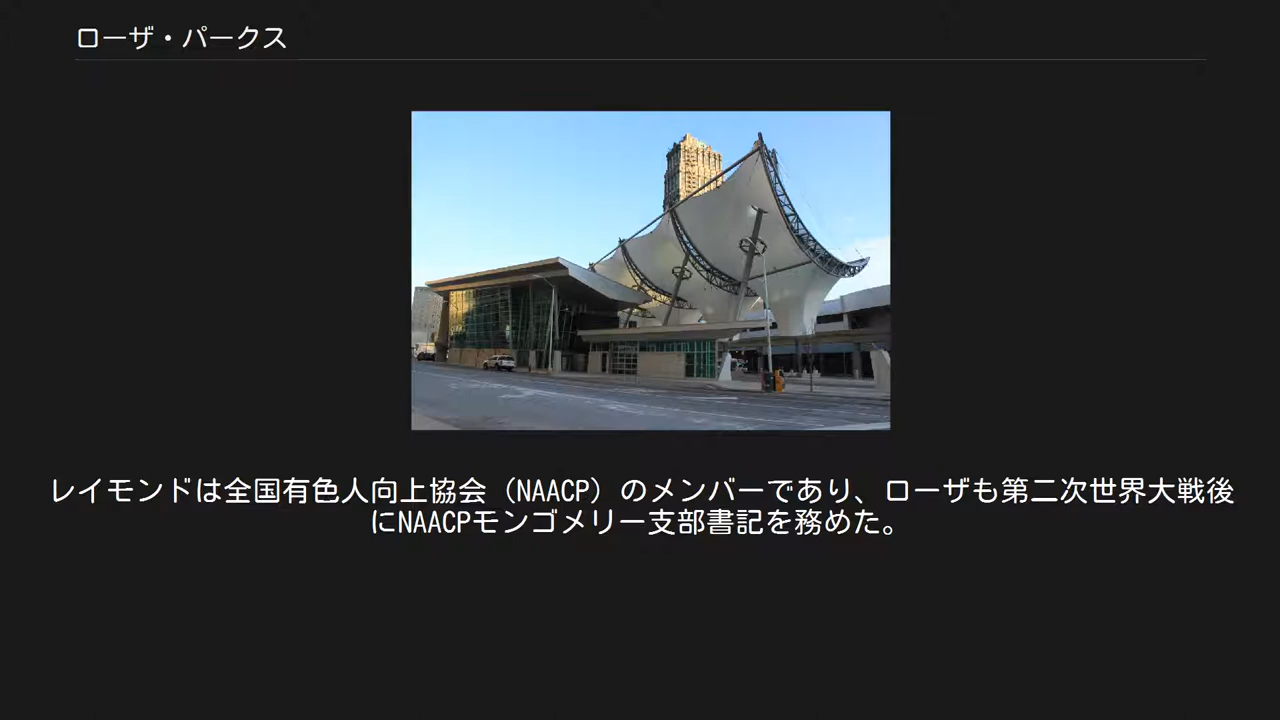 ローザ・パークス
レイモンドは全国有色人向上協会（NAACP）のメンバーであり、ローザも第二次世界大戦後
にNAACPモンゴメリー支部書記を務めた。